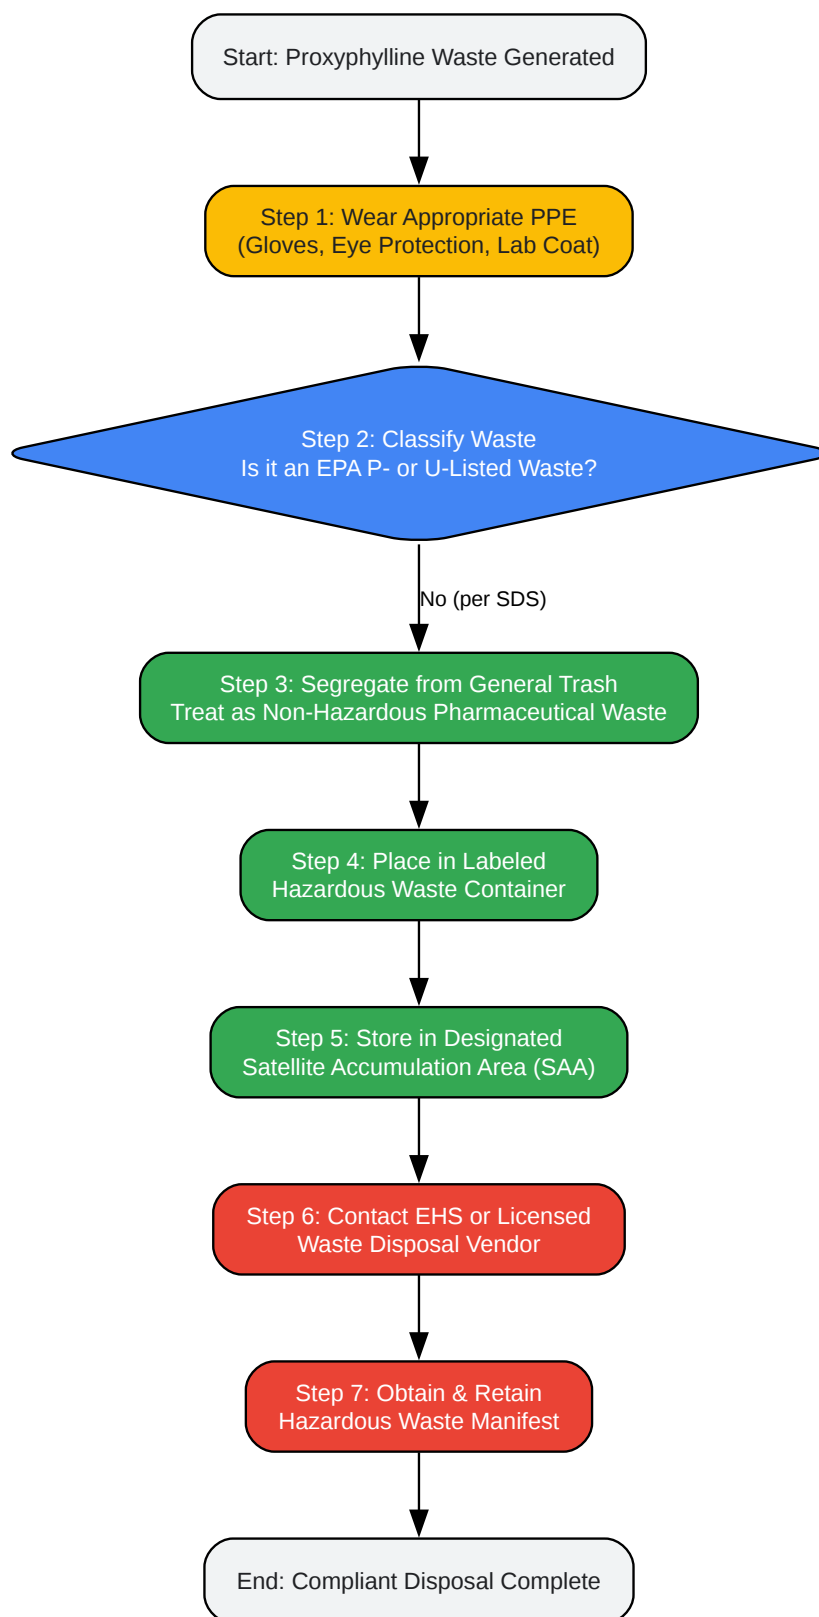 Start: Proxyphylline Waste Generated
Step 1: Wear Appropriate PPE
(Gloves, Eye Protection, Lab Coat)
Step 2: Classify Waste
Is it an EPA P- or U-Listed Waste?
No (per SDS)
Step 3: Segregate from General Trash
Treat as Non-Hazardous Pharmaceutical Waste
Step 4: Place in Labeled
Hazardous Waste Container
Step 5: Store in Designated
Satellite Accumulation Area (SAA)
Step 6: Contact EHS or Licensed
Waste Disposal Vendor
Step 7: Obtain & Retain
Hazardous Waste Manifest
End: Compliant Disposal Complete